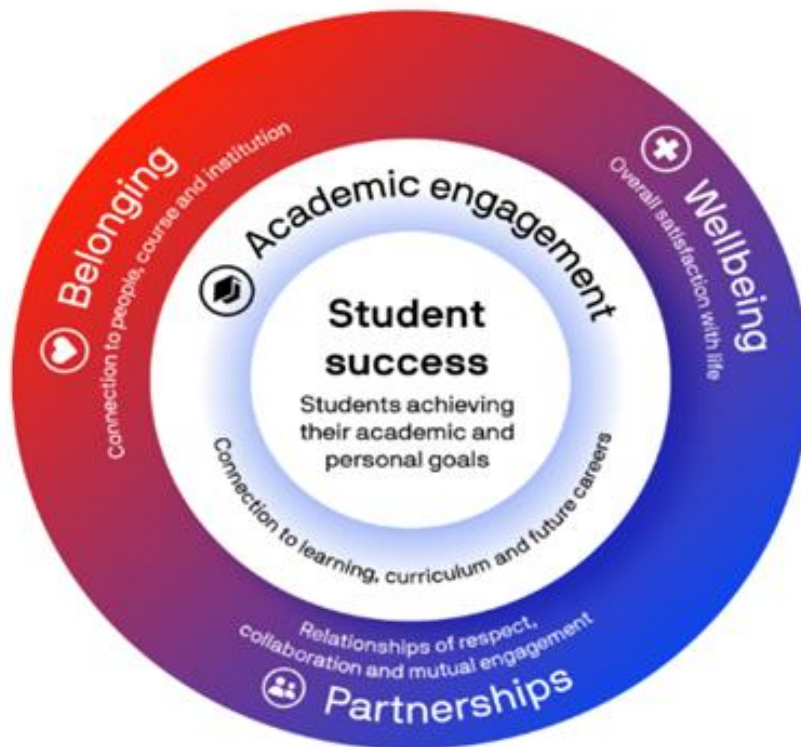 Belonging
Connection to people, course and institution
Wellbeing
Overall satisfaction with life
Academic engagement
Student
success
Students achieving
their academic and
personal goals
Connection to learning, curriculum and future careers
Relationships of respect,
collaboration and mutual engagement
Partnerships